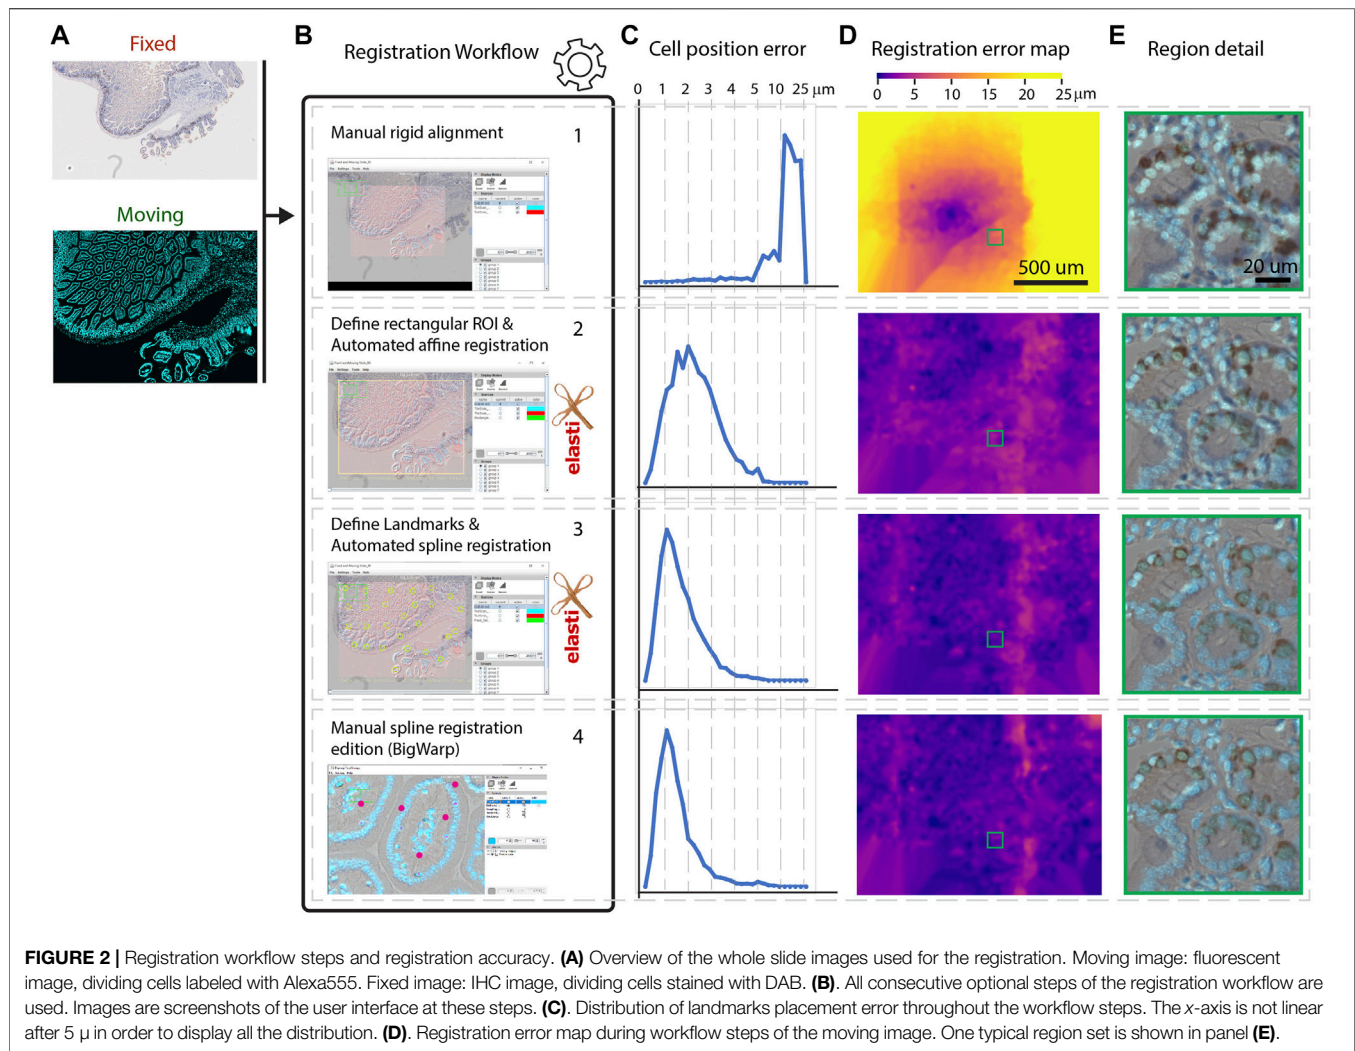 A
Fixed
Moving
B
Registration Workflow
C
Cell position error
D
Registration error map
E
Region detail
0 1 2 3 4 5 10 25 μm
0 5 10 15 20 25 μm
Manual rigid alignment
1
500 um
20 um
Define rectangular ROI &
Automated affine registration
2
elasti
Define Landmarks &
Automated spline registration
3
elasti
Manual spline registration
edition (BigWarp)
4
FIGURE 2 | Registration workflow steps and registration accuracy. (A) Overview of the whole slide images used for the registration. Moving image: fluorescent
image, dividing cells labeled with Alexa555. Fixed image: IHC image, dividing cells stained with DAB. (B). All consecutive optional steps of the registration workflow are
used. Images are screenshots of the user interface at these steps. (C). Distribution of landmarks placement error throughout the workflow steps. The x-axis is not linear
after 5 μ in order to display all the distribution. (D). Registration error map during workflow steps of the moving image. One typical region set is shown in panel (E).